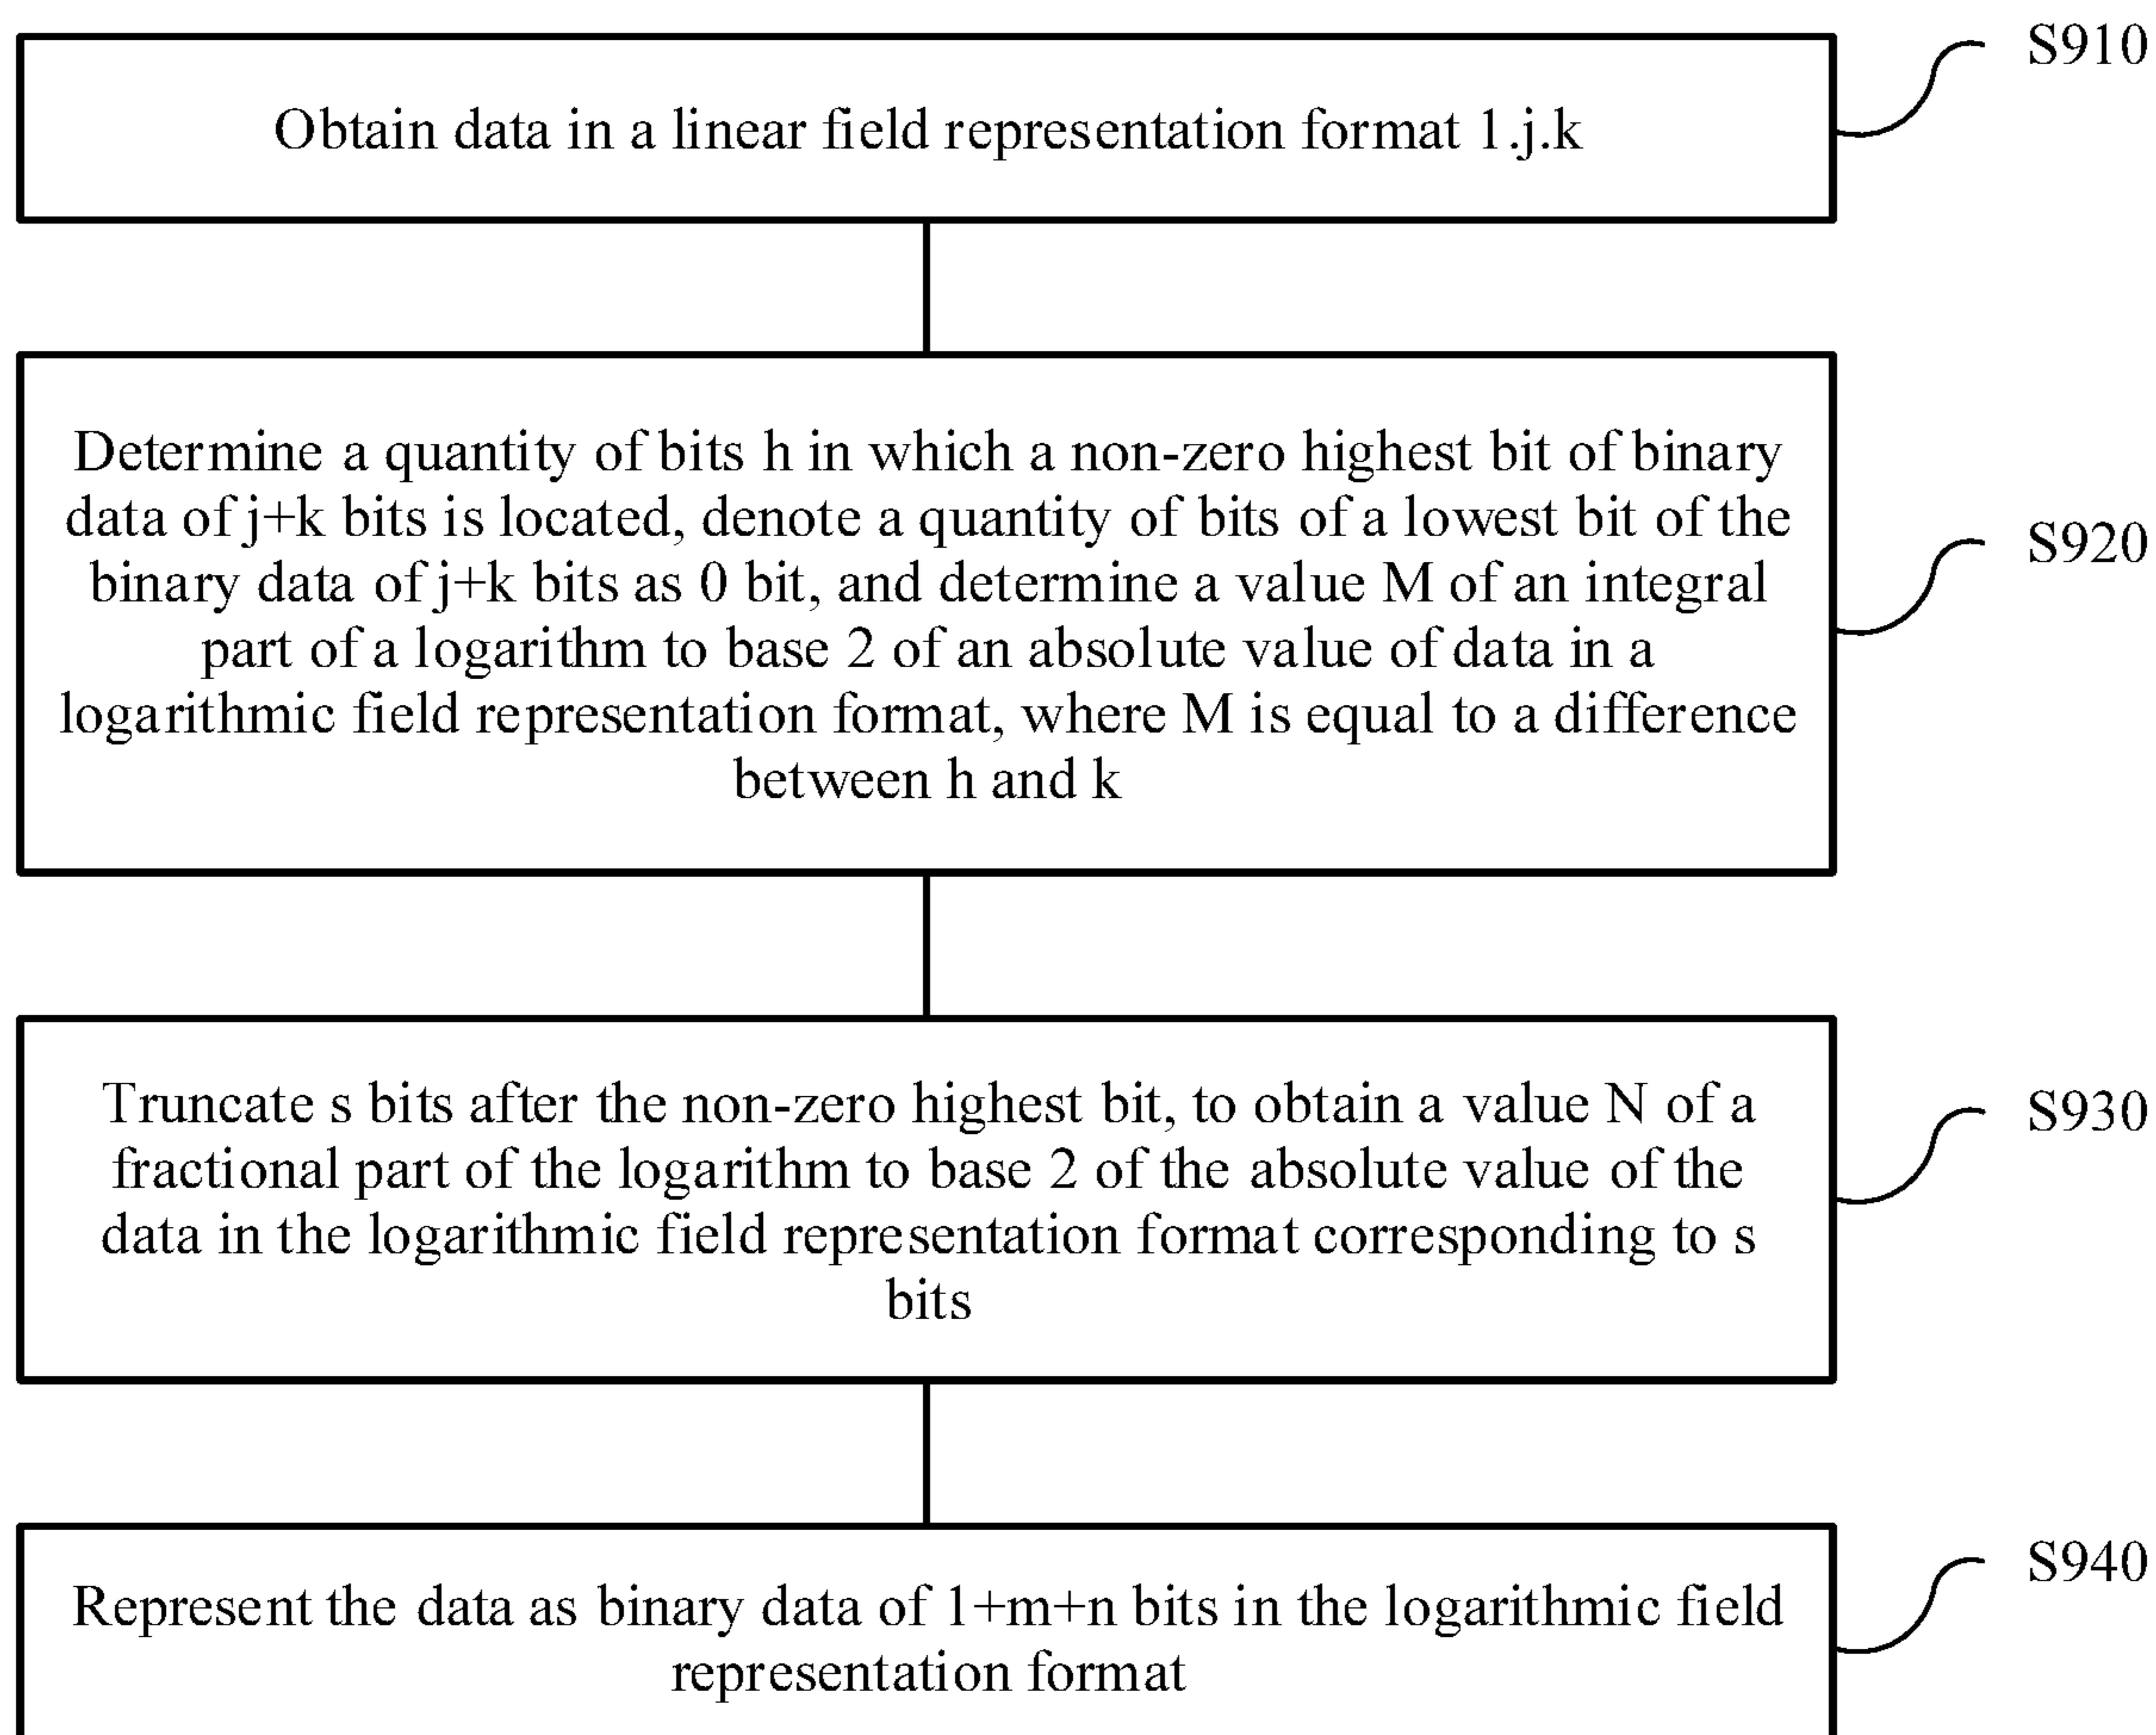 S910
Obtain data in a linear field representation format 1.j.k
Determine a quantity of bits h in which a non-zero highest bit of binary
data of j+k bits is located, denote a quantity of bits of a lowest bit of the
binary data of j+k bits as 0 bit, and determine a value M of an integral
part of a logarithm to base 2 of an absolute value of data in a
logarithmic field representation format, where M is equal to a difference
between h and k
S920
Truncate s bits after the non-zero highest bit, to obtain a value N of a
fractional part of the logarithm to base 2 of the absolute value of the
data in the logarithmic field representation format corresponding to s
bits
S930
Represent the data as binary data of 1+m+n bits in the logarithmic field
representation format
S940